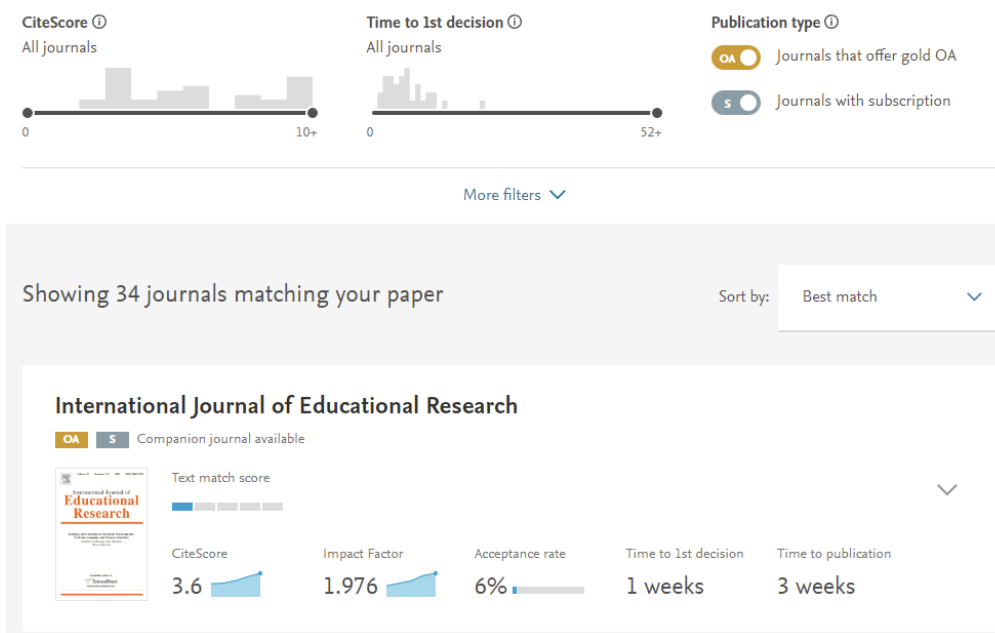 CiteScore
Time to 1st decision
Publication type
All journals
All journals
OA Journals that offer gold OA
S Journals with subscription
0 10+
0 52+
More filters
Showing 34 journals matching your paper
Sort by: Best match
International Journal of Educational Research
OA S Companion journal available
Text match score
International Journal of
Educational
Research
ScienceDirect
CiteScore
3.6
Impact Factor
1.976
Acceptance rate
6%
Time to 1st decision
1 weeks
Time to publication
3 weeks